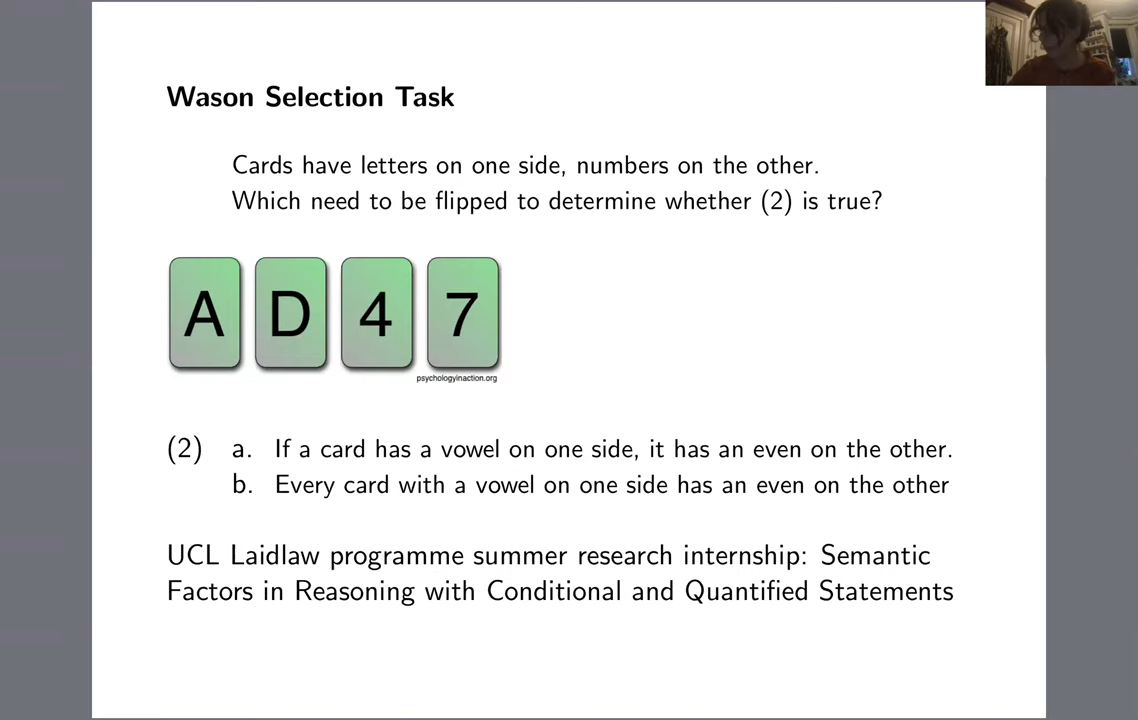 Wason Selection Task
Cards have letters on one side, numbers on the other.
Which need to be flipped to determine whether (2) is true?
A D 4 7
psychologyinaction.org
(2) a. If a card has a vowel on one side, it has an even on the other.
b. Every card with a vowel on one side has an even on the other
UCL Laidlaw programme summer research internship: Semantic
Factors in Reasoning with Conditional and Quantified Statements